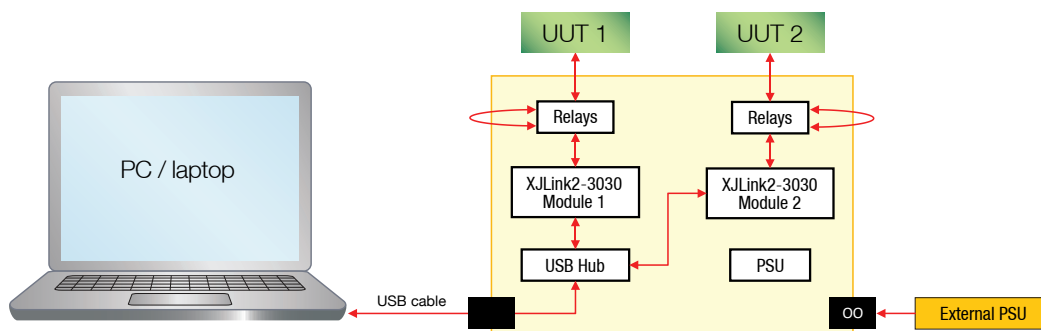 UUT 1
UUT 2
Relays
Relays
PC / laptop
XJLink2-3030
Module 1
XJLink2-3030
Module 2
USB Hub
PSU
USB cable
OO
External PSU